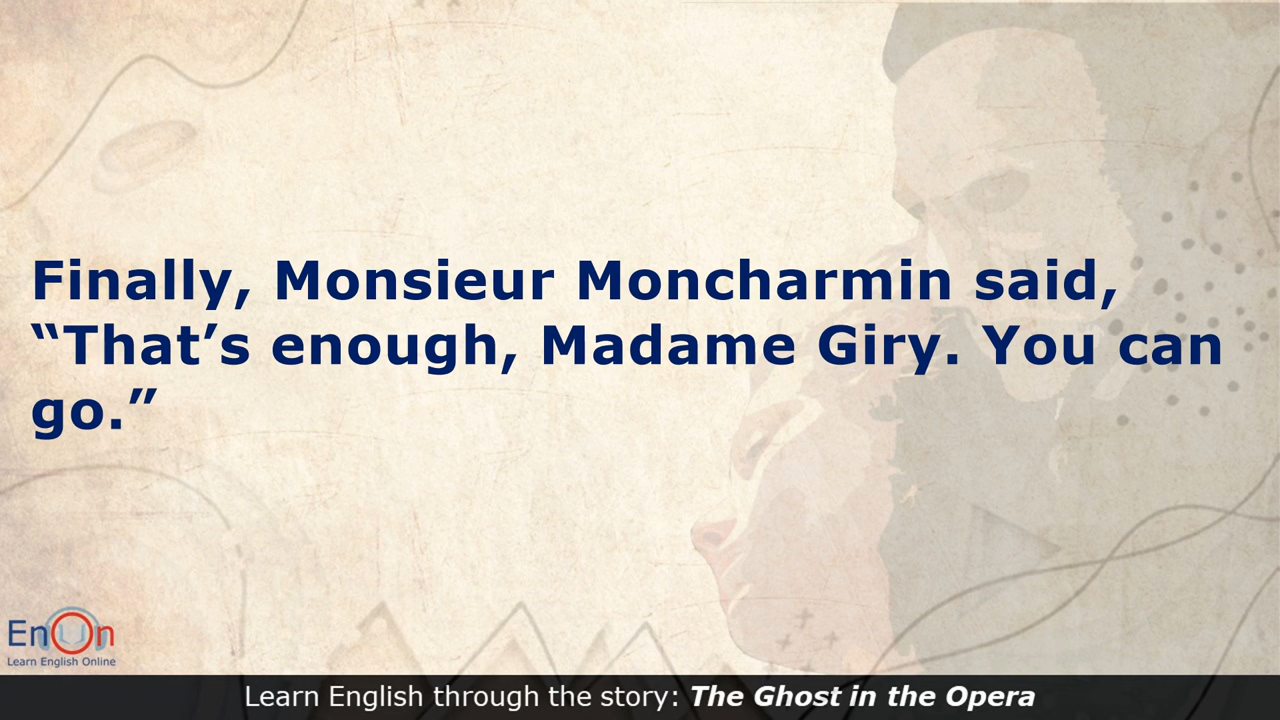 Finally, Monsieur Moncharmin said,
“That’s enough, Madame Giry. You can
go.”
EnOn
Learn English Online
Learn English through the story: The Ghost in the Opera